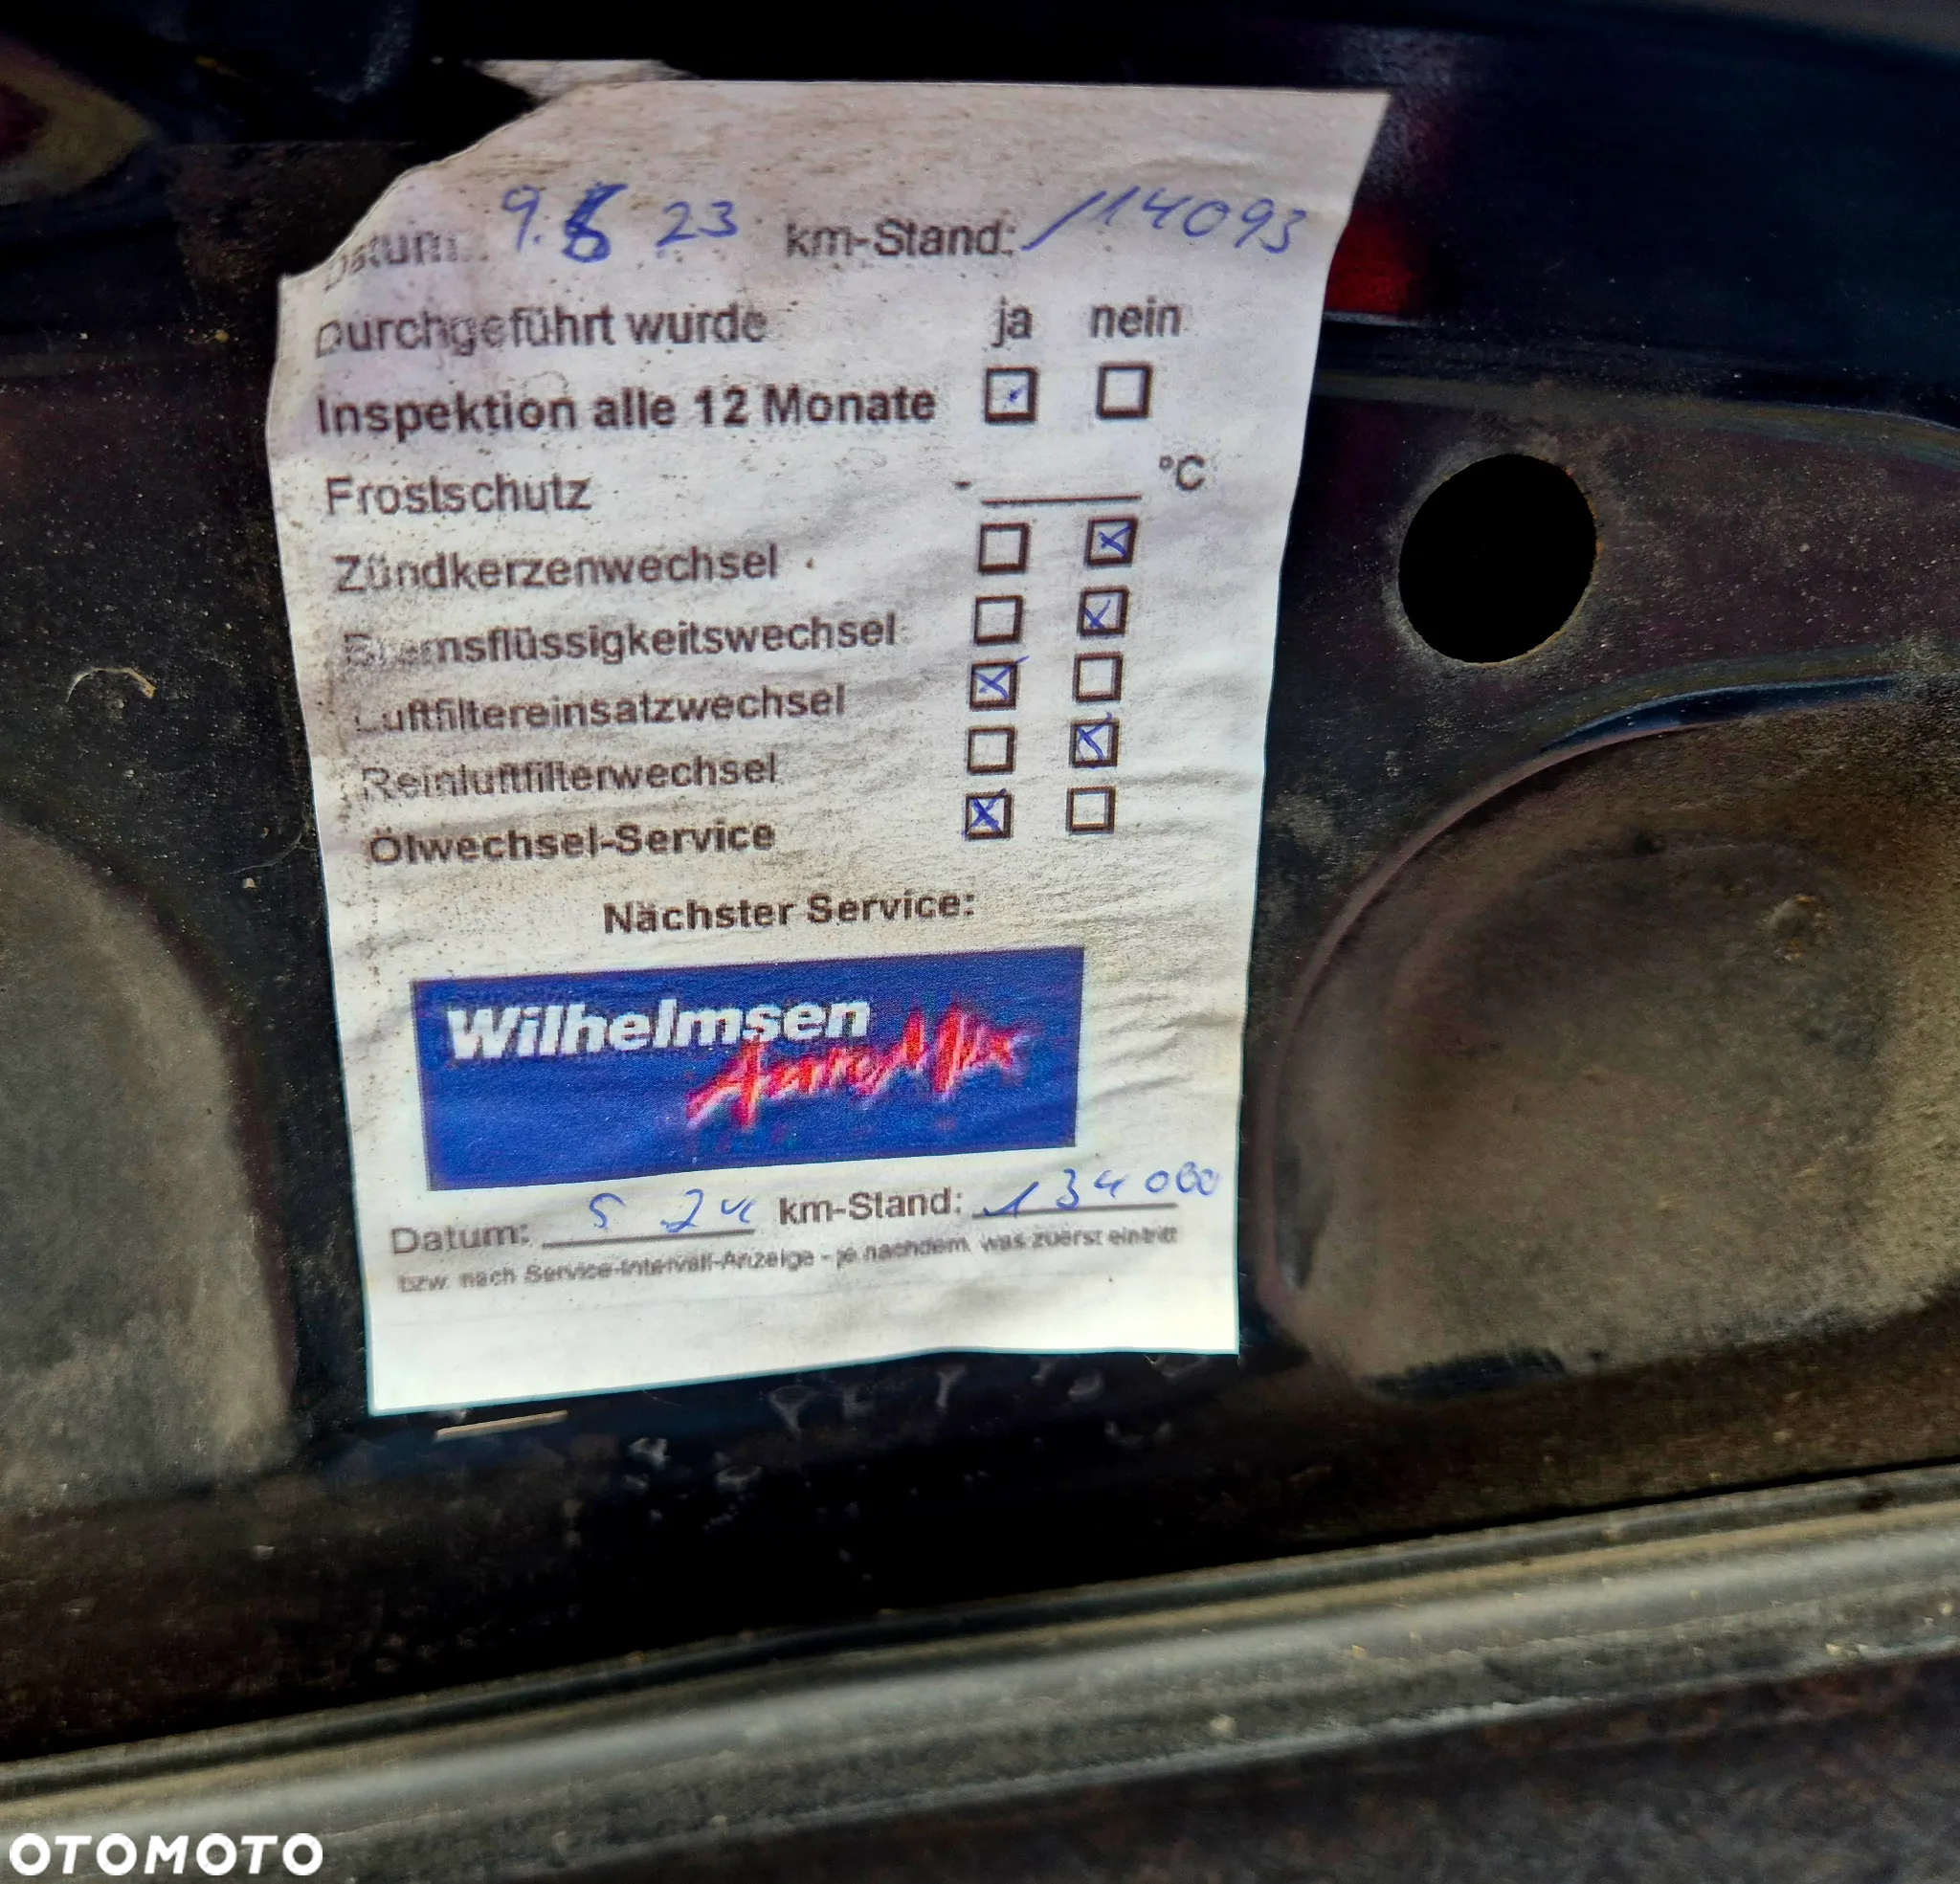 Datum: 9. 6 23 km-Stand: 114093
Durchgeführt wurde ja nein
Inspektion alle 12 Monate
Frostschutz - °C
Zündkerzenwechsel
Bremsflüssigkeitswechsel
Luftfiltereinsatzwechsel
Reinluftfilterwechsel
Ölwechsel-Service
Nächster Service:
Wilhelmsen
Datum: 5 24 km-Stand: 134000
bzw. nach Service-Intervall-Anzeige - je nachdem, was zuerst eintritt
OTOMOTO